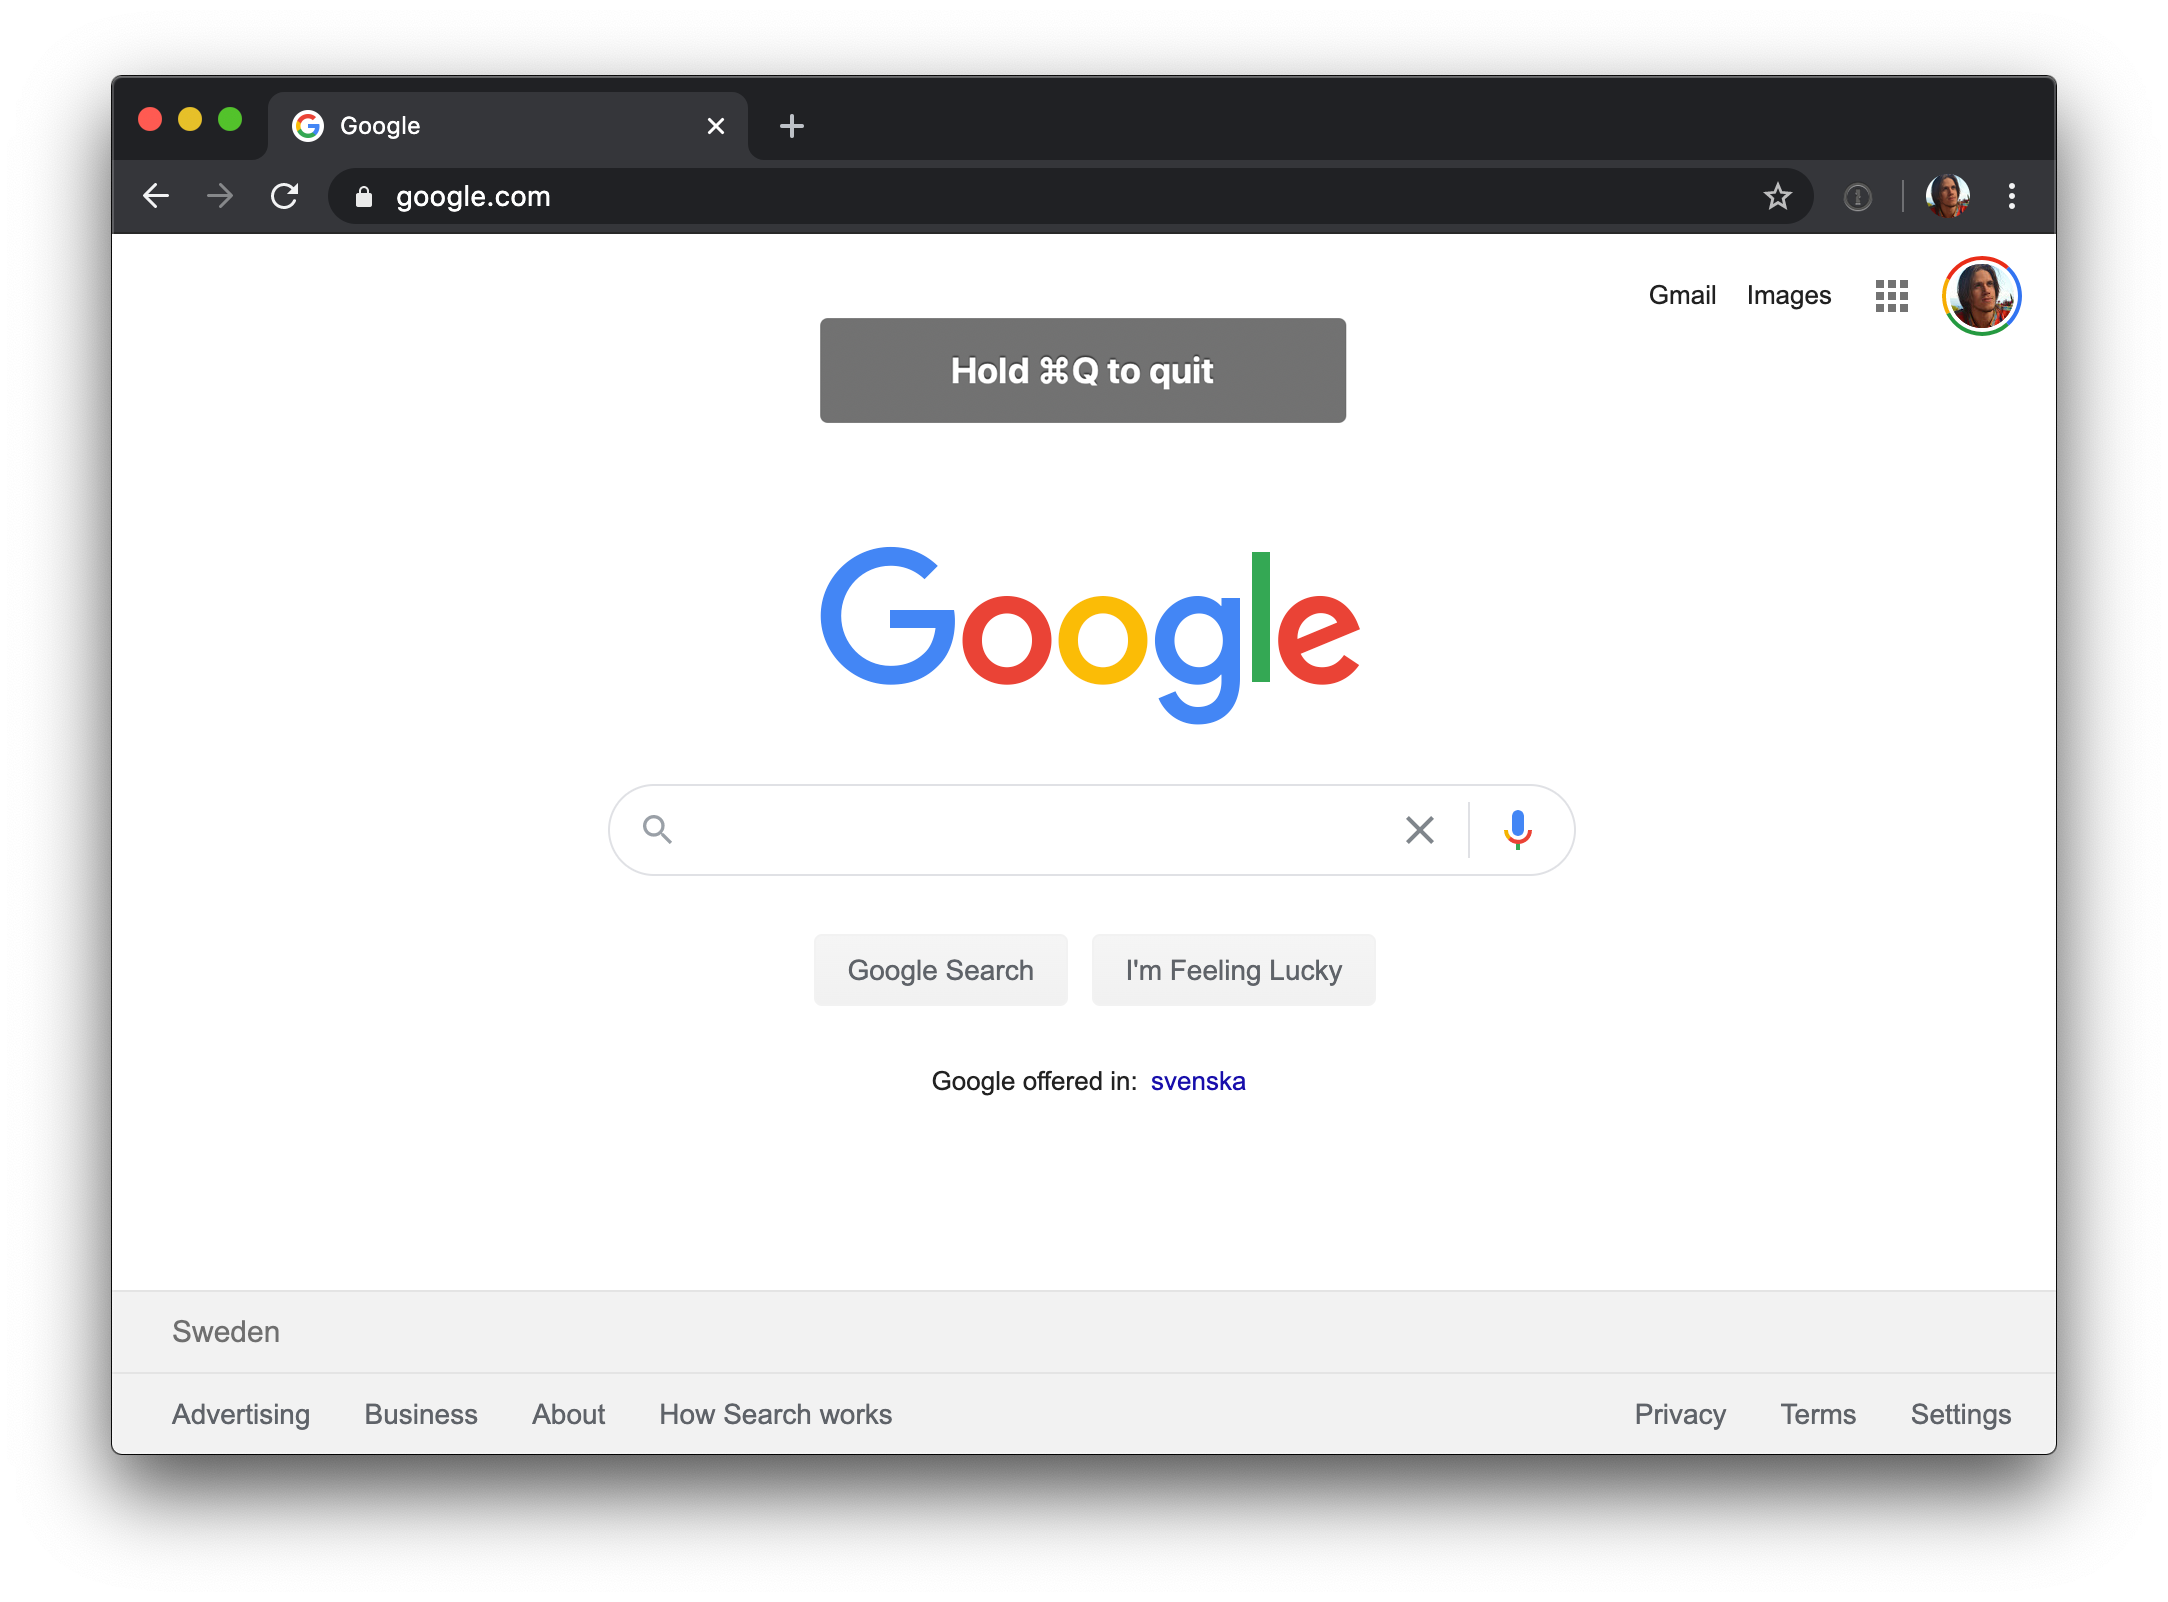 Google
google.com
Gmail Images
Hold ⌘Q to quit
Google
Google Search I'm Feeling Lucky
Google offered in: svenska
Sweden
Advertising Business About How Search works Privacy Terms Settings